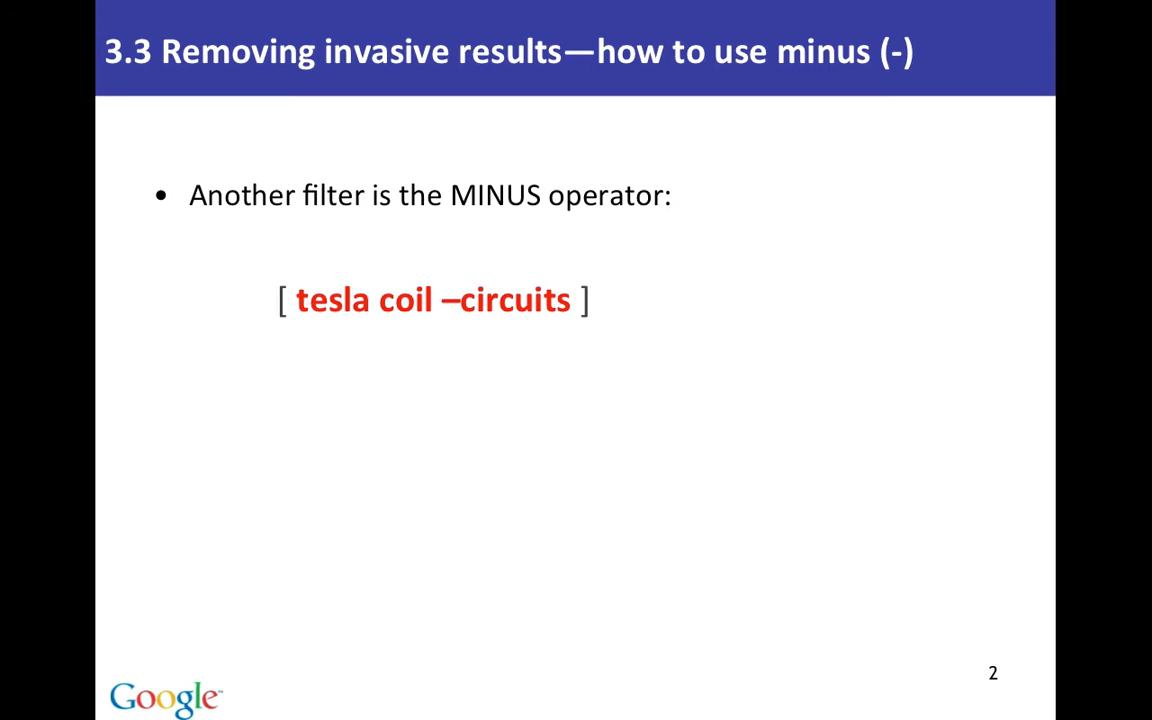 3.3 Removing invasive results—how to use minus (-)
• Another filter is the MINUS operator:
[ tesla coil –circuits ]
2
Google™